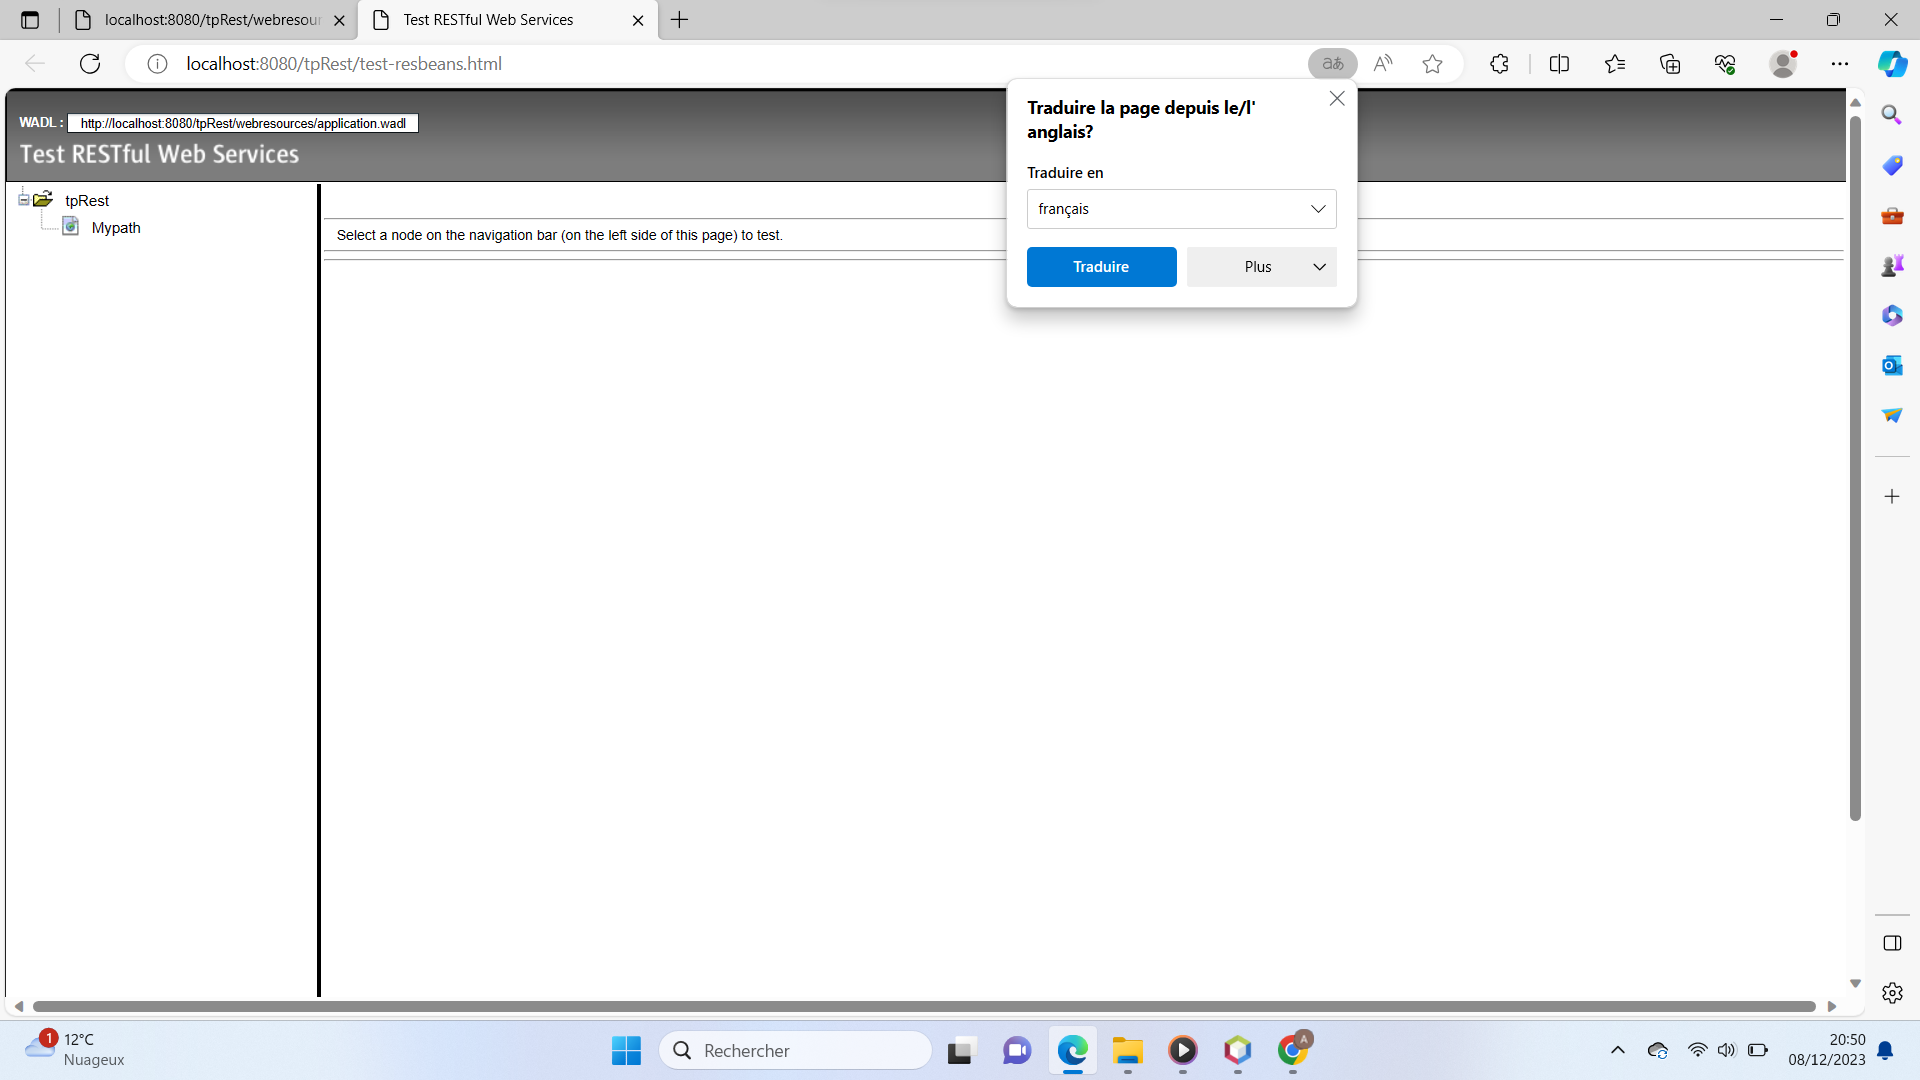 localhost:8080/tpRest/webresour
Test RESTful Web Services
localhost:8080/tpRest/test-resbeans.html
WADL : http://localhost:8080/tpRest/webresources/application.wadl
Test RESTful Web Services
tpRest
Mypath
Select a node on the navigation bar (on the left side of this page) to test.
Traduire la page depuis le/l'
anglais?
Traduire en
français
Traduire
Plus
1
12°C
Nuageux
Rechercher
A
20:50
08/12/2023